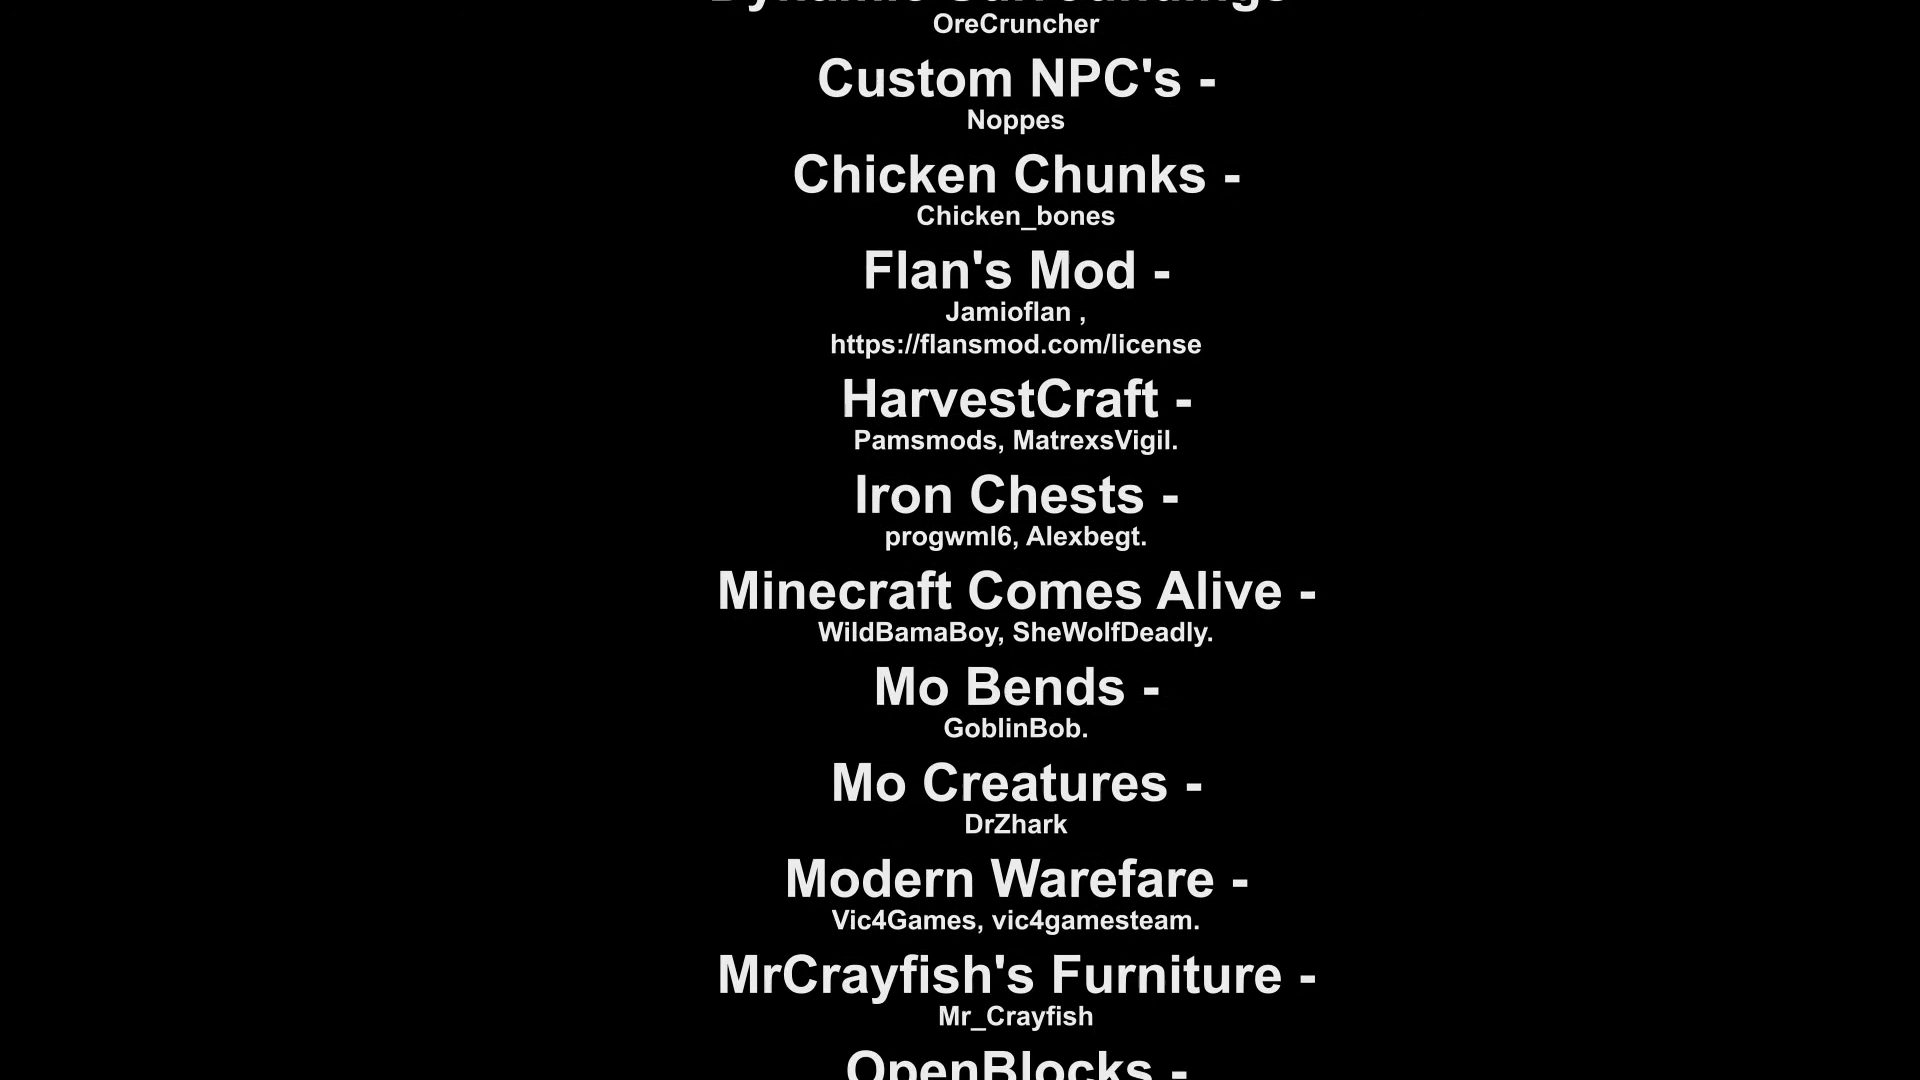 Dynamic Surroundings
OreCruncher
Custom NPC's -
Noppes
Chicken Chunks -
Chicken_bones
Flan's Mod -
Jamioflan ,
https://flansmod.com/license
HarvestCraft -
Pamsmods, MatrexsVigil.
Iron Chests -
progwml6, Alexbegt.
Minecraft Comes Alive -
WildBamaBoy, SheWolfDeadly.
Mo Bends -
GoblinBob.
Mo Creatures -
DrZhark
Modern Warefare -
Vic4Games, vic4gamesteam.
MrCrayfish's Furniture -
Mr_Crayfish
OpenBlocks -